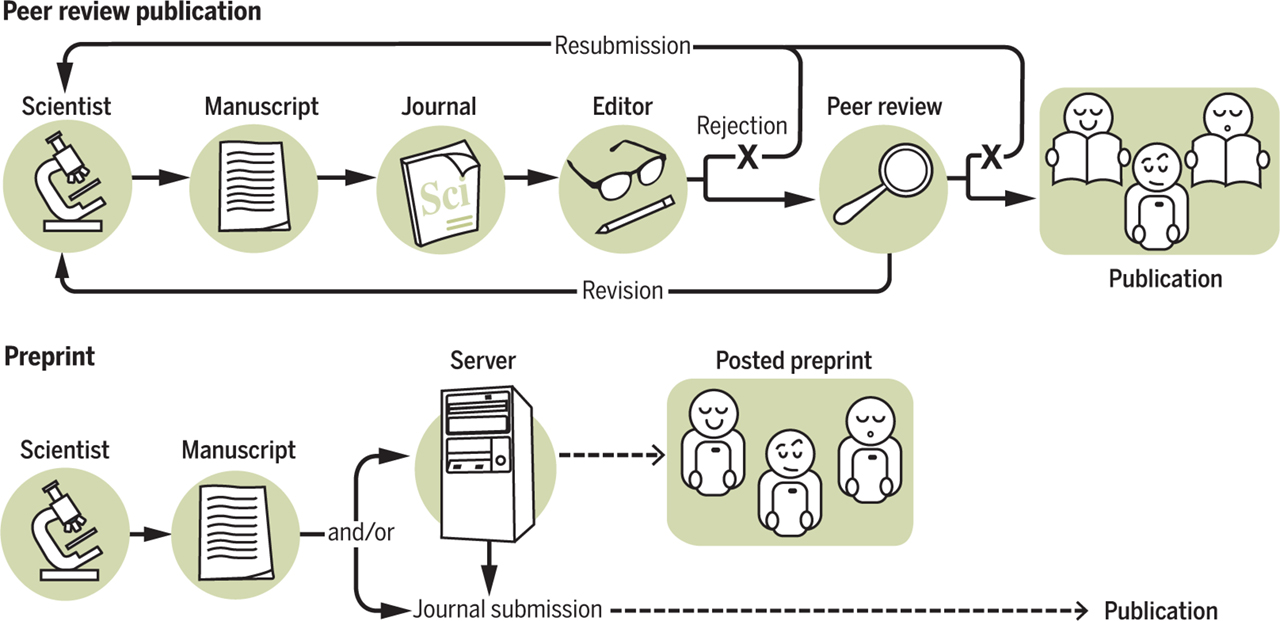 Peer review publication
Resubmission
Scientist
Manuscript
Journal
Editor
Rejection
X
Peer review
X
Sci
Publication
Revision
Preprint
Server
Posted preprint
Scientist
Manuscript
and/or
Journal submission
Publication